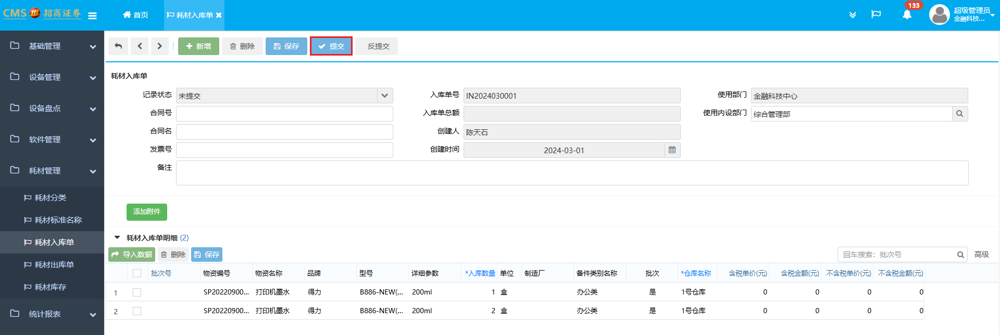 CMS 招商证券
首页
耗材入库单
133
超级管理员
金融科技...
基础管理
设备管理
设备盘点
软件管理
耗材管理
耗材分类
耗材标准名称
耗材入库单
耗材出库单
耗材库存
统计报表
新增 删除 保存 提交 反提交
耗材入库单
记录状态 未提交 入库单号 IN2024030001 使用部门 金融科技中心
合同号 入库单总额 使用内设部门 综合管理部
合同名 创建人 陈天石
发票号 创建时间 2024-03-01
备注
添加附件
耗材入库单明细 (2)
导入数据 删除 保存 回车搜索：批次号 高级
批次号 物资编号 物资名称 品牌 型号 详细参数 *入库数量 单位 制造厂 备件类别名称 批次 *仓库名称 含税单价(元) 含税金额(元) 不含税单价(元) 不含税金额(元)
1 SP20220900... 打印机墨水 得力 B886-NEW(... 200ml 1 盒 办公类 是 1号仓库 0 0 0 0
2 SP20220900... 打印机墨水 得力 B886-NEW(... 200ml 2 盒 办公类 是 1号仓库 0 0 0 0